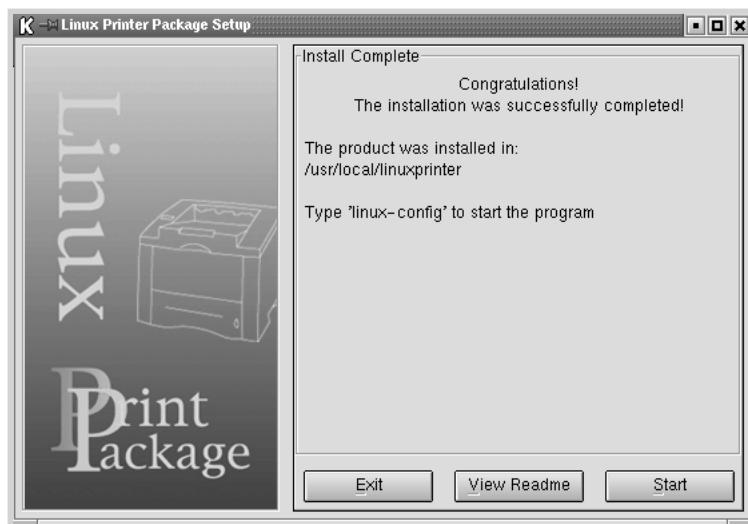 Linux Printer Package Setup
Linux
Print
Package
Install Complete
Congratulations!
The installation was successfully completed!
The product was installed in:
/usr/local/linuxprinter
Type 'linux-config' to start the program
Exit
View Readme
Start